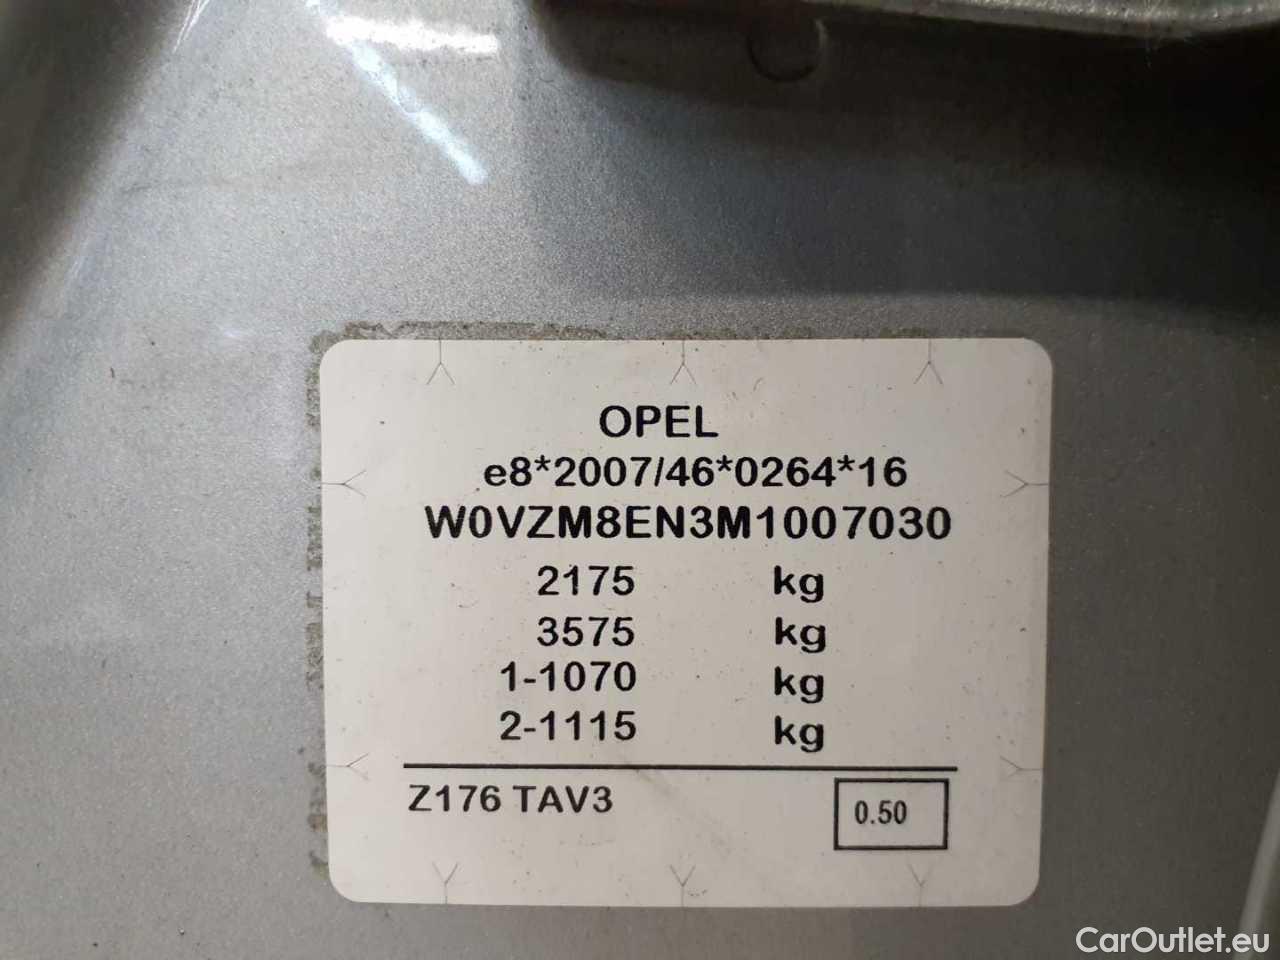 OPEL
e8*2007/46*0264*16
W0VZM8EN3M1007030
2175 kg
3575 kg
1-1070 kg
2-1115 kg
Z176 TAV3 0.50
CarOutlet.eu